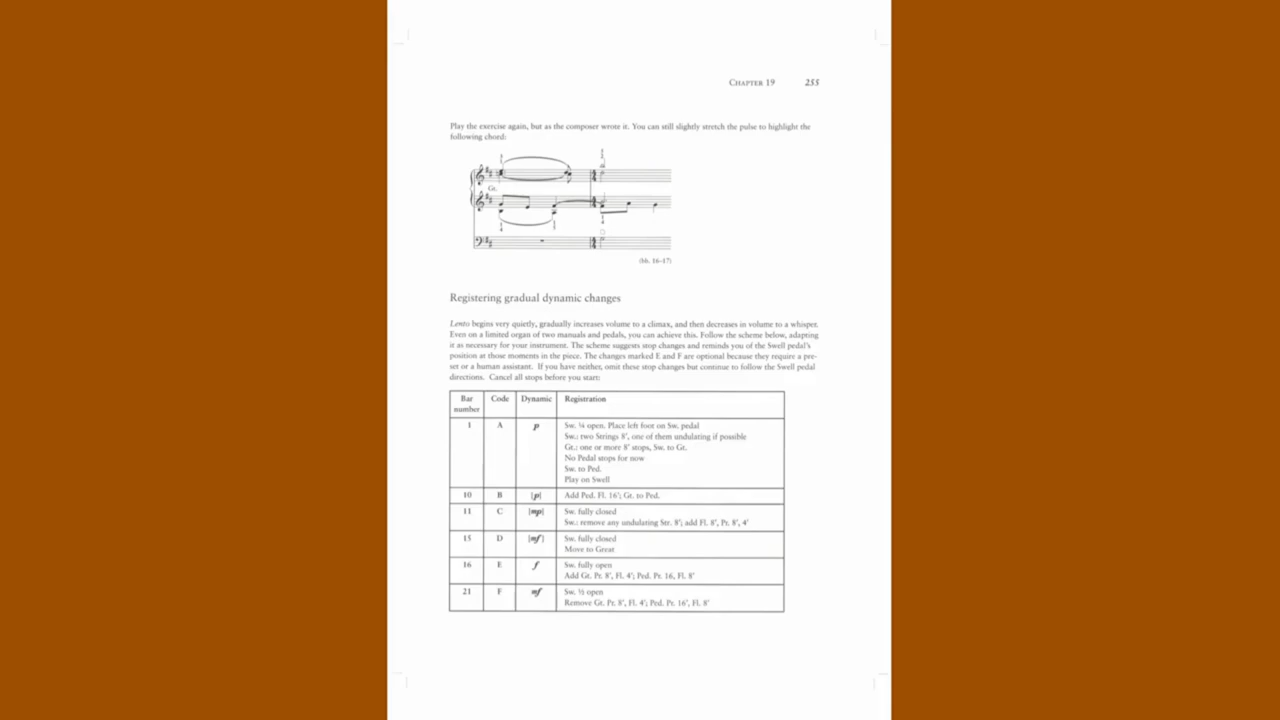 CHAPTER 19 255
Play the exercise again, but as the composer wrote it. You can still slightly stretch the pulse to highlight the
following chord:
Gt.
(bb. 16–17)
Registering gradual dynamic changes
Lento begins very quietly, gradually increases volume to a climax, and then decreases in volume to a whisper.
Even on a limited organ of two manuals and pedals, you can achieve this. Follow the scheme below, adapting
it as necessary for your instrument. The scheme suggests stop changes and reminds you of the Swell pedal's
position at those moments in the piece. The changes marked E and F are optional because they require a pre-
set or a human assistant. If you have neither, omit these stop changes but continue to follow the Swell pedal
directions. Cancel all stops before you start:
Bar Code Dynamic Registration
number
1 A p Sw. ¾ open. Place left foot on Sw. pedal
Sw.: two Strings 8', one of them undulating if possible
Gt.: one or more 8' stops, Sw. to Gt.
No Pedal stops for now
Sw. to Ped.
Play on Swell
10 B [p] Add Ped. Fl. 16'; Gt. to Ped.
11 C [mp] Sw. fully closed
Sw.: remove any undulating Str. 8'; add Fl. 8', Pr. 8', 4'
15 D [mf] Sw. fully closed
Move to Great
16 E f Sw. fully open
Add Gt. Pr. 8', Fl. 4'; Ped. Pr. 16, Fl. 8'
21 F mf Sw. ½ open
Remove Gt. Pr. 8', Fl. 4'; Ped. Pr. 16', Fl. 8'